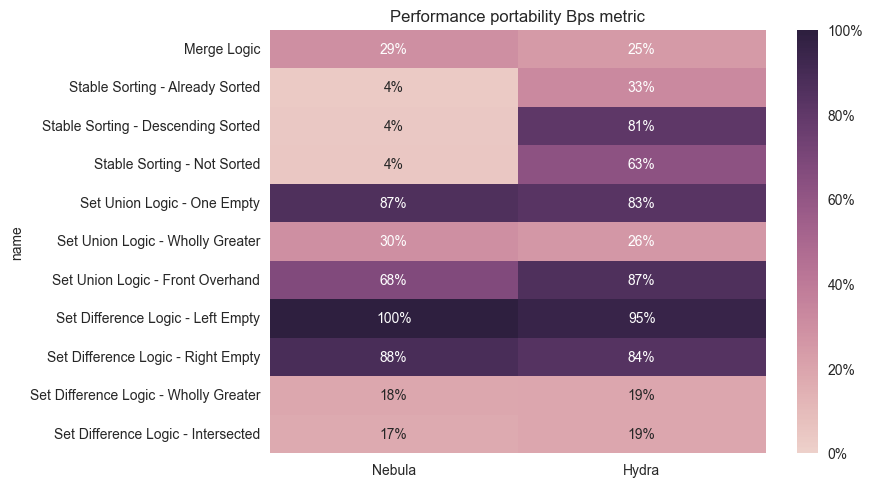 Performance portability Bps metric
Merge Logic 29% 25%
Stable Sorting - Already Sorted 4% 33%
Stable Sorting - Descending Sorted 4% 81%
Stable Sorting - Not Sorted 4% 63%
Set Union Logic - One Empty 87% 83%
Set Union Logic - Wholly Greater 30% 26%
Set Union Logic - Front Overhand 68% 87%
Set Difference Logic - Left Empty 100% 95%
Set Difference Logic - Right Empty 88% 84%
Set Difference Logic - Wholly Greater 18% 19%
Set Difference Logic - Intersected 17% 19%
name
Nebula Hydra
100%
80%
60%
40%
20%
0%